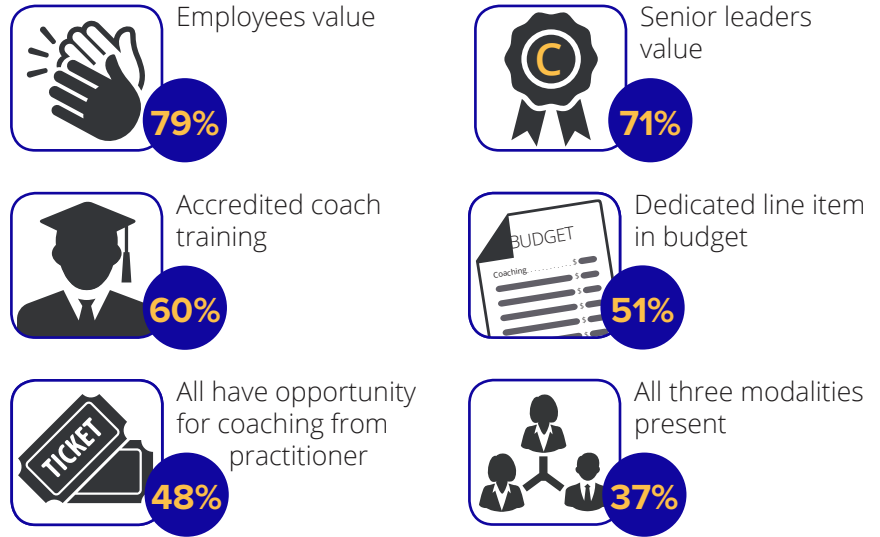 Employees value
79%
C
Senior leaders
value
71%
Accredited coach
training
60%
BUDGET
Coaching............ $
$
$
$
$
Dedicated line item
in budget
51%
TICKET
All have opportunity
for coaching from
practitioner
48%
All three modalities
present
37%